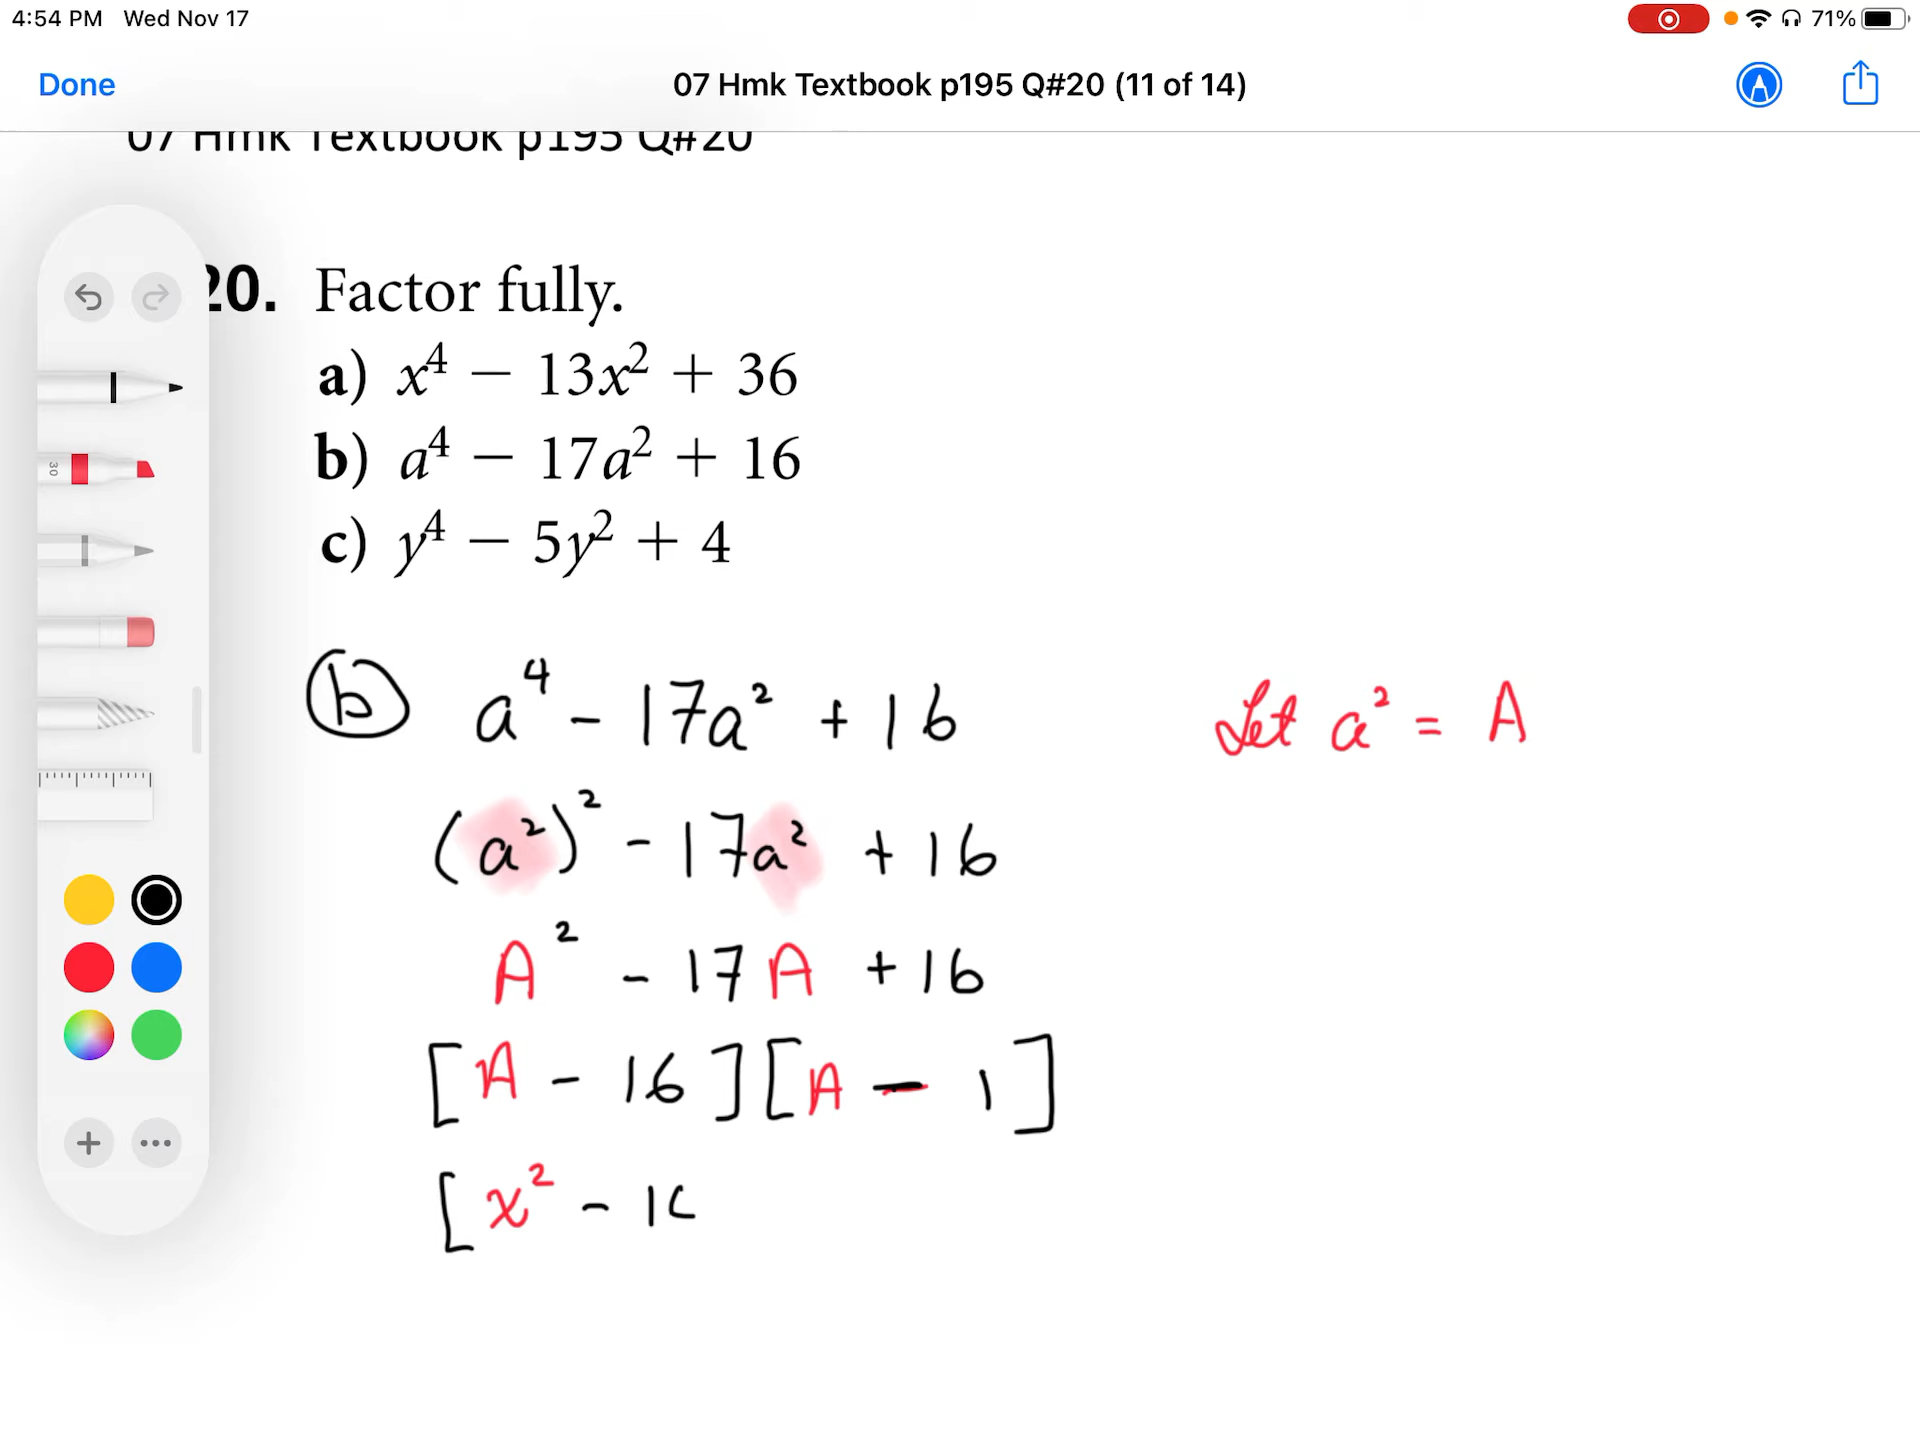 4:54 PM Wed Nov 17 71%
Done 07 Hmk Textbook p195 Q#20 (11 of 14)
07 Hmk Textbook p195 Q#20
20. Factor fully.
a) x⁴ − 13x² + 36
b) a⁴ − 17a² + 16
c) y⁴ − 5y² + 4
30
b a⁴ - 17a² + 16 Let a² = A
(a²)² - 17a² + 16
A² - 17A + 16
[A - 16][A - 1]
[x² - 1